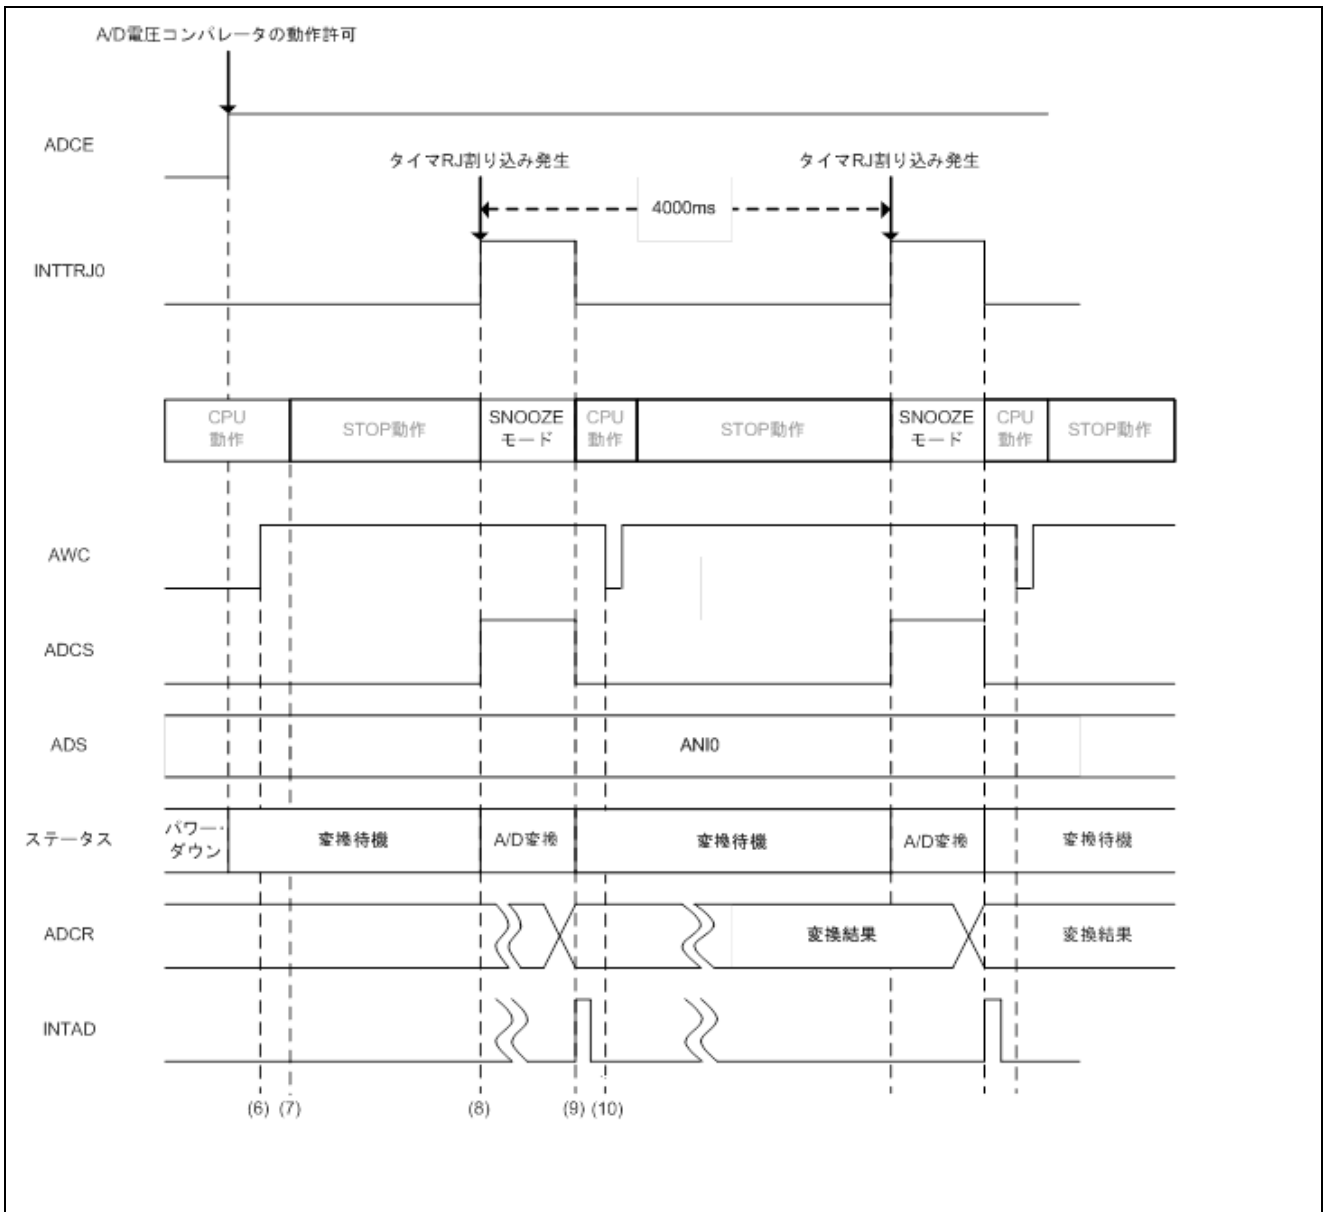 A/D電圧コンパレータの動作許可
ADCE
タイマRJ割り込み発生
タイマRJ割り込み発生
4000ms
INTTRJ0
CPU
動作
STOP動作
SNOOZE
モード
CPU
動作
STOP動作
SNOOZE
モード
CPU
動作
STOP動作
AWC
ADCS
ADS
ANI0
ステータス
パワー・
ダウン
変換待機
A/D変換
変換待機
A/D変換
変換待機
ADCR
変換結果
変換結果
INTAD
(6) (7)
(8)
(9) (10)